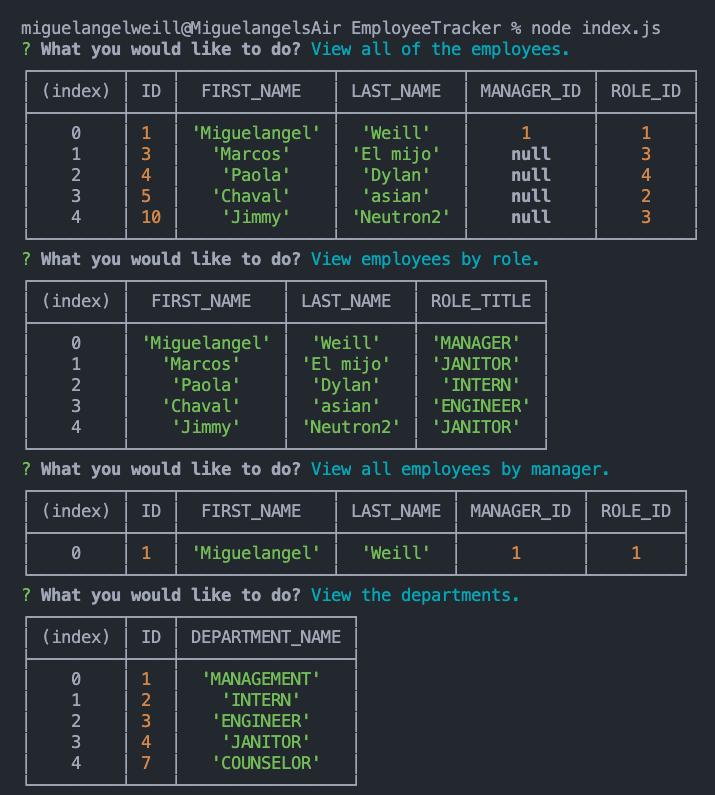 miguelangelweill@MiguelangelsAir EmployeeTracker % node index.js
? What you would like to do? View all of the employees.
(index) ID FIRST_NAME LAST_NAME MANAGER_ID ROLE_ID
0 1 'Miguelangel' 'Weill' 1 1
1 3 'Marcos' 'El mijo' null 3
2 4 'Paola' 'Dylan' null 4
3 5 'Chaval' 'asian' null 2
4 10 'Jimmy' 'Neutron2' null 3
? What you would like to do? View employees by role.
(index) FIRST_NAME LAST_NAME ROLE_TITLE
0 'Miguelangel' 'Weill' 'MANAGER'
1 'Marcos' 'El mijo' 'JANITOR'
2 'Paola' 'Dylan' 'INTERN'
3 'Chaval' 'asian' 'ENGINEER'
4 'Jimmy' 'Neutron2' 'JANITOR'
? What you would like to do? View all employees by manager.
(index) ID FIRST_NAME LAST_NAME MANAGER_ID ROLE_ID
0 1 'Miguelangel' 'Weill' 1 1
? What you would like to do? View the departments.
(index) ID DEPARTMENT_NAME
0 1 'MANAGEMENT'
1 2 'INTERN'
2 3 'ENGINEER'
3 4 'JANITOR'
4 7 'COUNSELOR'